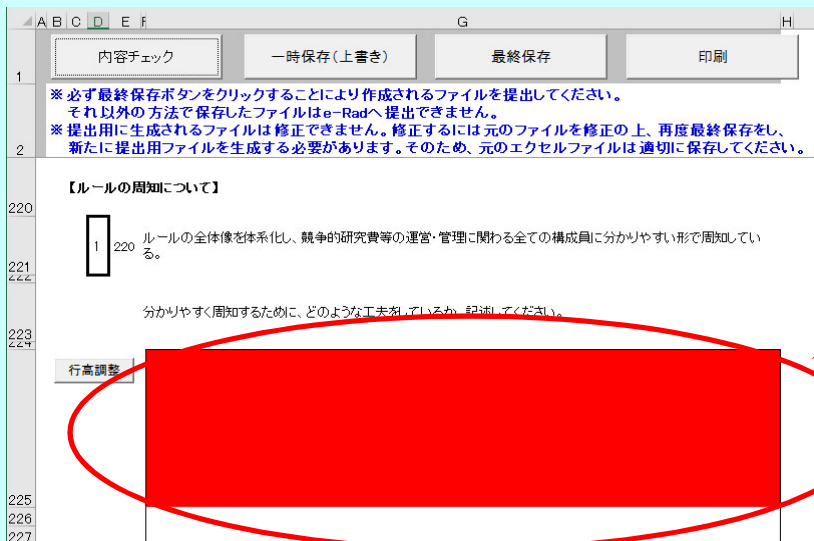 A B C D E F G H
内容チェック 一時保存(上書き) 最終保存 印刷
1
※必ず最終保存ボタンをクリックすることにより作成されるファイルを提出してください。
それ以外の方法で保存したファイルはe-Radへ提出できません。
※提出用に生成されるファイルは修正できません。修正するには元のファイルを修正の上、再度最終保存をし、
2 新たに提出用ファイルを生成する必要があります。そのため、元のエクセルファイルは適切に保存してください。
【ルールの周知について】
220
1 220 ルールの全体像を体系化し、競争的研究費等の運営・管理に関わる全ての構成員に分かりやすい形で周知してい
る。
221
222
分かりやすく周知するために、どのような工夫をしているか、記述してください。
223
224
行高調整
225
226
227